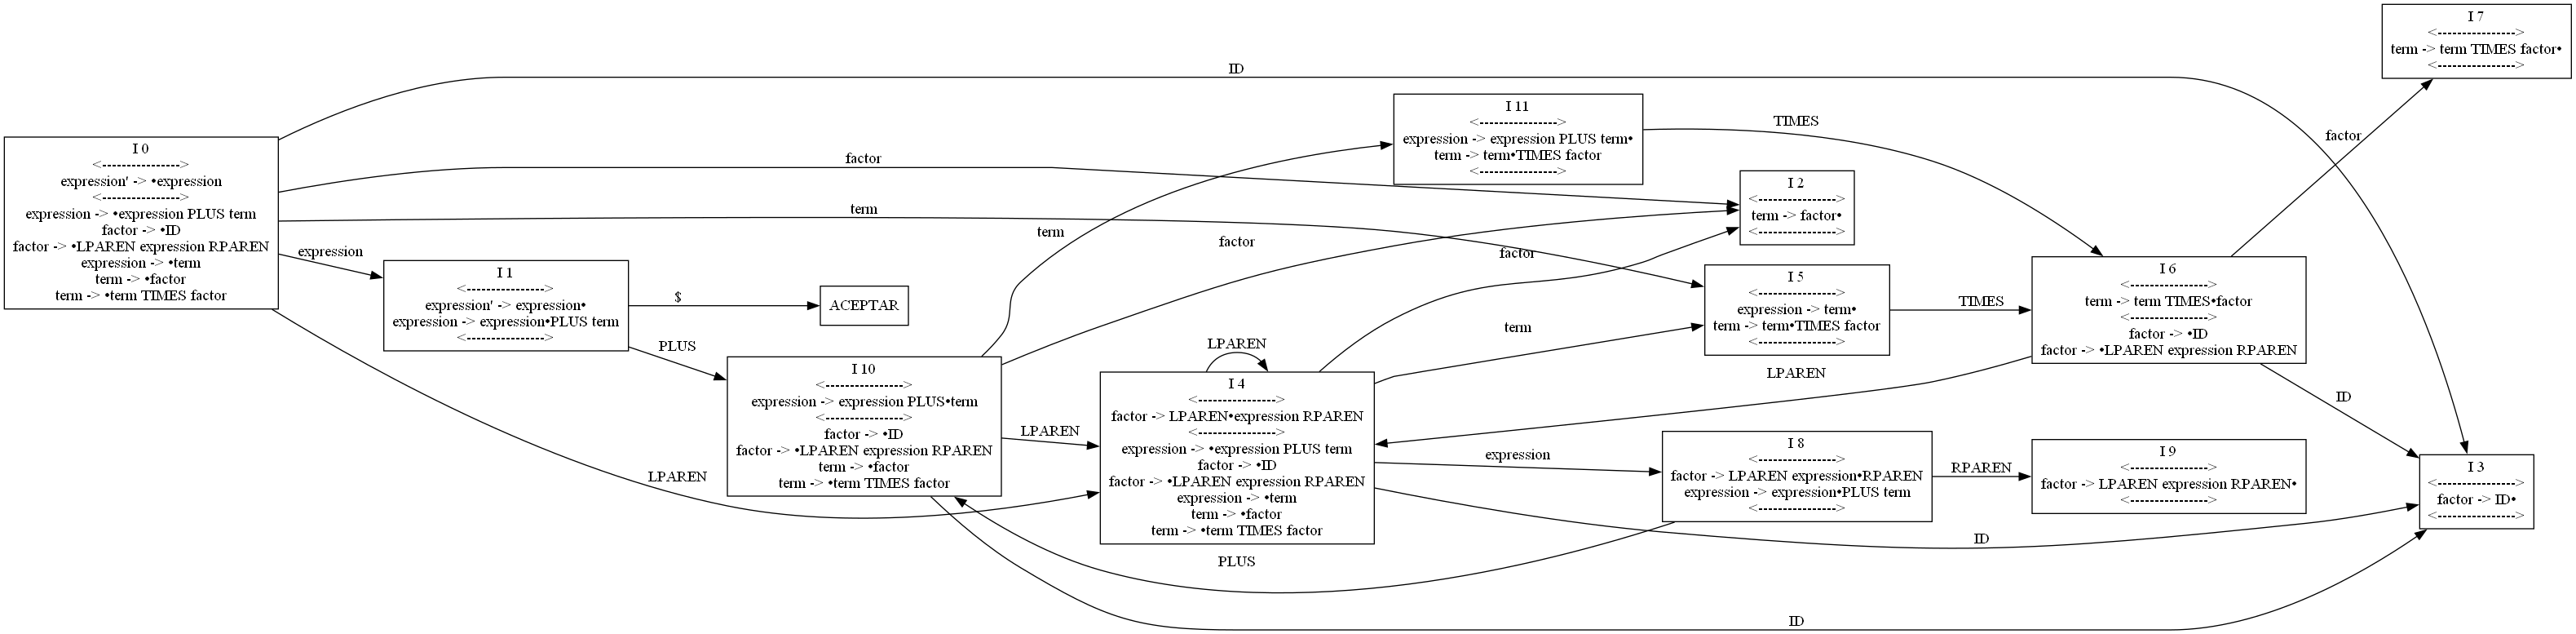 I 0
<----------------->
expression' -> •expression
<----------------->
expression -> •expression PLUS term
factor -> •ID
factor -> •LPAREN expression RPAREN
expression -> •term
term -> •factor
term -> •term TIMES factor
ID
factor
term
expression
LPAREN
I 1
<----------------->
expression' -> expression•
expression -> expression•PLUS term
<----------------->
$
ACEPTAR
PLUS
I 10
<----------------->
expression -> expression PLUS•term
<----------------->
factor -> •ID
factor -> •LPAREN expression RPAREN
term -> •factor
term -> •term TIMES factor
term
factor
LPAREN
ID
I 11
<----------------->
expression -> expression PLUS term•
term -> term•TIMES factor
<----------------->
TIMES
LPAREN
I 4
<----------------->
factor -> LPAREN•expression RPAREN
<----------------->
expression -> •expression PLUS term
factor -> •ID
factor -> •LPAREN expression RPAREN
expression -> •term
term -> •factor
term -> •term TIMES factor
factor
term
expression
ID
PLUS
I 2
<----------------->
term -> factor•
<----------------->
I 5
<----------------->
expression -> term•
term -> term•TIMES factor
<----------------->
TIMES
I 8
<----------------->
factor -> LPAREN expression•RPAREN
expression -> expression•PLUS term
<----------------->
RPAREN
I 6
<----------------->
term -> term TIMES•factor
<----------------->
factor -> •ID
factor -> •LPAREN expression RPAREN
LPAREN
factor
ID
I 9
<----------------->
factor -> LPAREN expression RPAREN•
<----------------->
I 7
<----------------->
term -> term TIMES factor•
<----------------->
I 3
<----------------->
factor -> ID•
<----------------->